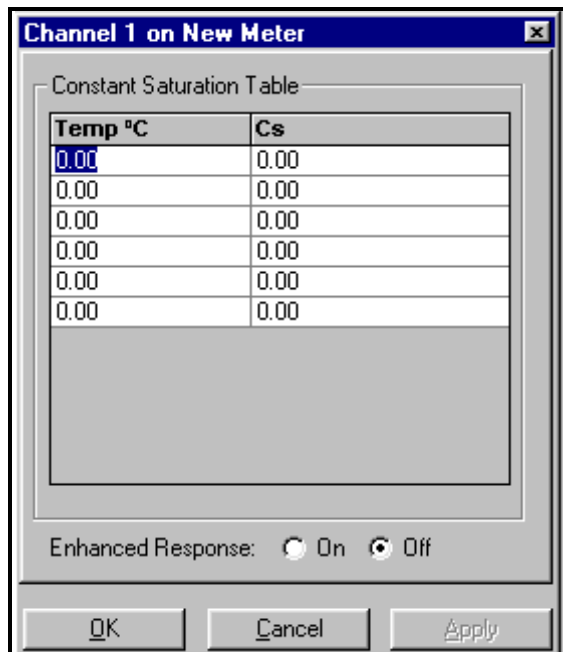 Channel 1 on New Meter
Constant Saturation Table
Temp ºC Cs
0.00 0.00
0.00 0.00
0.00 0.00
0.00 0.00
0.00 0.00
0.00 0.00
Enhanced Response: On Off
OK Cancel Apply